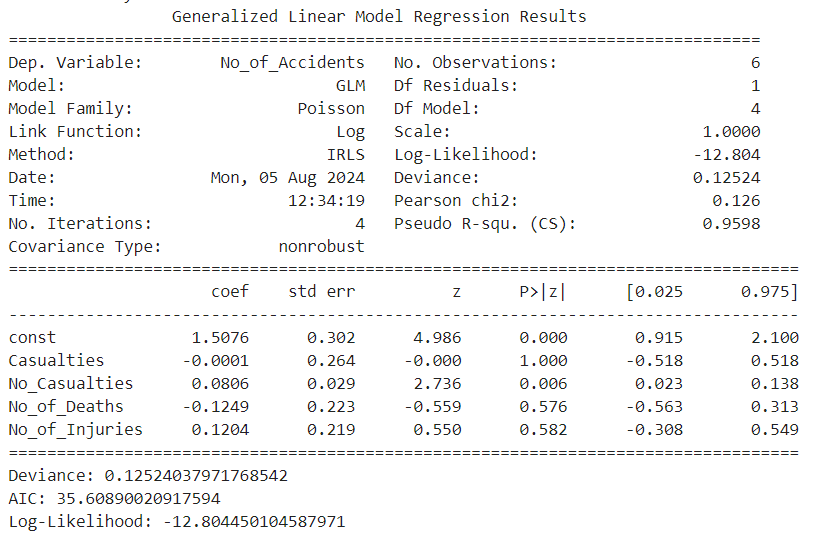 Generalized Linear Model Regression Results
==============================================================================
Dep. Variable: No_of_Accidents No. Observations: 6
Model: GLM Df Residuals: 1
Model Family: Poisson Df Model: 4
Link Function: Log Scale: 1.0000
Method: IRLS Log-Likelihood: -12.804
Date: Mon, 05 Aug 2024 Deviance: 0.12524
Time: 12:34:19 Pearson chi2: 0.126
No. Iterations: 4 Pseudo R-squ. (CS): 0.9598
Covariance Type: nonrobust
==================================================================================
coef std err z P>|z| [0.025 0.975]
----------------------------------------------------------------------------------
const 1.5076 0.302 4.986 0.000 0.915 2.100
Casualties -0.0001 0.264 -0.000 1.000 -0.518 0.518
No_Casualties 0.0806 0.029 2.736 0.006 0.023 0.138
No_of_Deaths -0.1249 0.223 -0.559 0.576 -0.563 0.313
No_of_Injuries 0.1204 0.219 0.550 0.582 -0.308 0.549
==================================================================================
Deviance: 0.12524037971768542
AIC: 35.60890020917594
Log-Likelihood: -12.804450104587971